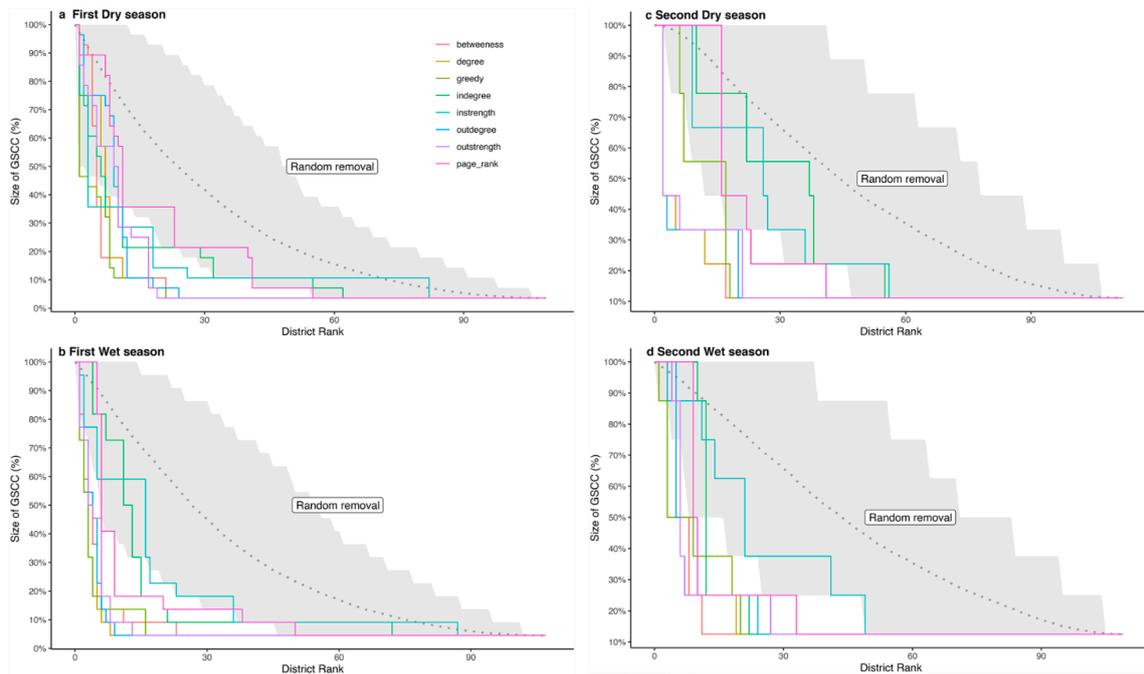 a First Dry season
100%
90%
80%
70%
60%
50%
40%
30%
20%
10%
0%
Size of GSCC (%)
0
30
60
90
District Rank
Random removal
betweeness
degree
greedy
indegree
instrength
outdegree
outstrength
page_rank
c Second Dry season
100%
90%
80%
70%
60%
50%
40%
30%
20%
10%
Size of GSCC (%)
0
30
60
90
District Rank
Random removal
b First Wet season
100%
90%
80%
70%
60%
50%
40%
30%
20%
10%
0%
Size of GSCC (%)
0
30
60
90
District Rank
Random removal
d Second Wet season
100%
90%
80%
70%
60%
50%
40%
30%
20%
10%
Size of GSCC (%)
0
30
60
90
District Rank
Random removal